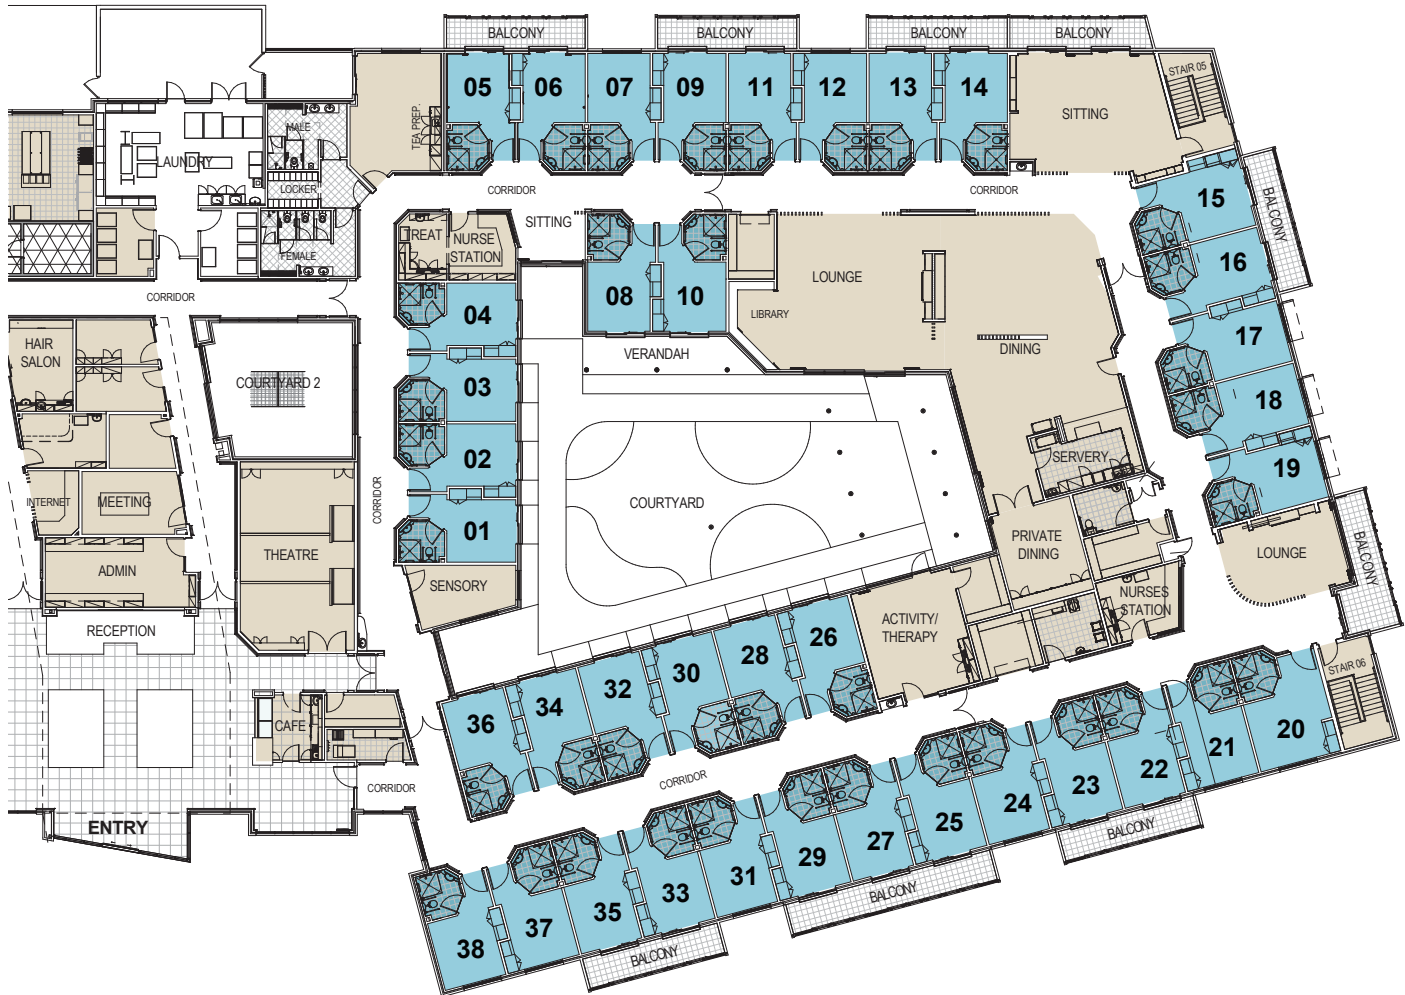 BALCONY
BALCONY
BALCONY
BALCONY
STAIR 05
05
06
07
09
11
12
13
14
SITTING
TEA PREP.
MALE
LAUNDRY
LOCKER
FEMALE
CORRIDOR
CORRIDOR
15
BALCONY
SITTING
TREAT
NURSE
STATION
16
LOUNGE
08
10
CORRIDOR
LIBRARY
04
17
HAIR
SALON
VERANDAH
DINING
COURTYARD 2
03
18
02
SERVERY
19
INTERNET
MEETING
CORRIDOR
COURTYARD
01
PRIVATE
DINING
LOUNGE
BALCONY
THEATRE
ADMIN
SENSORY
NURSES
STATION
RECEPTION
ACTIVITY/
THERAPY
26
28
30
32
34
36
STAIR 06
CAFE
20
21
22
23
24
25
27
29
31
33
35
37
38
CORRIDOR
CORRIDOR
ENTRY
BALCONY
BALCONY
BALCONY